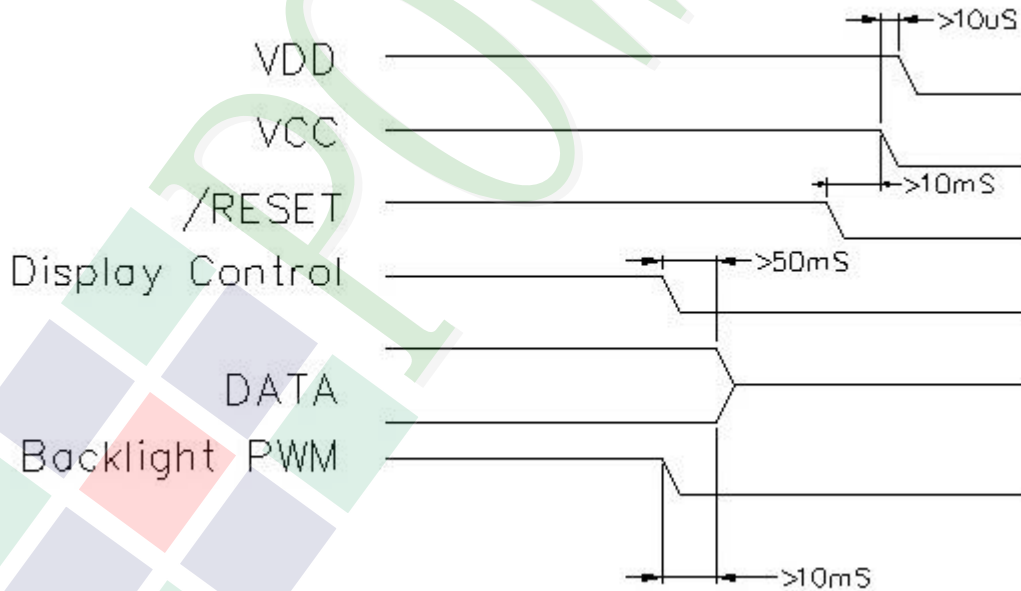 >10uS
VDD
VCC
>10mS
/RESET
Display Control
>50mS
DATA
Backlight PWM
>10mS